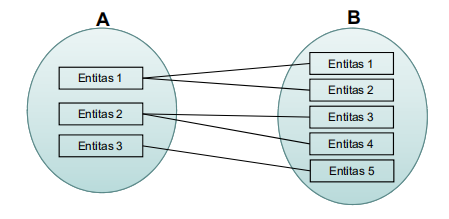 A
Entitas 1
Entitas 2
Entitas 3
B
Entitas 1
Entitas 2
Entitas 3
Entitas 4
Entitas 5